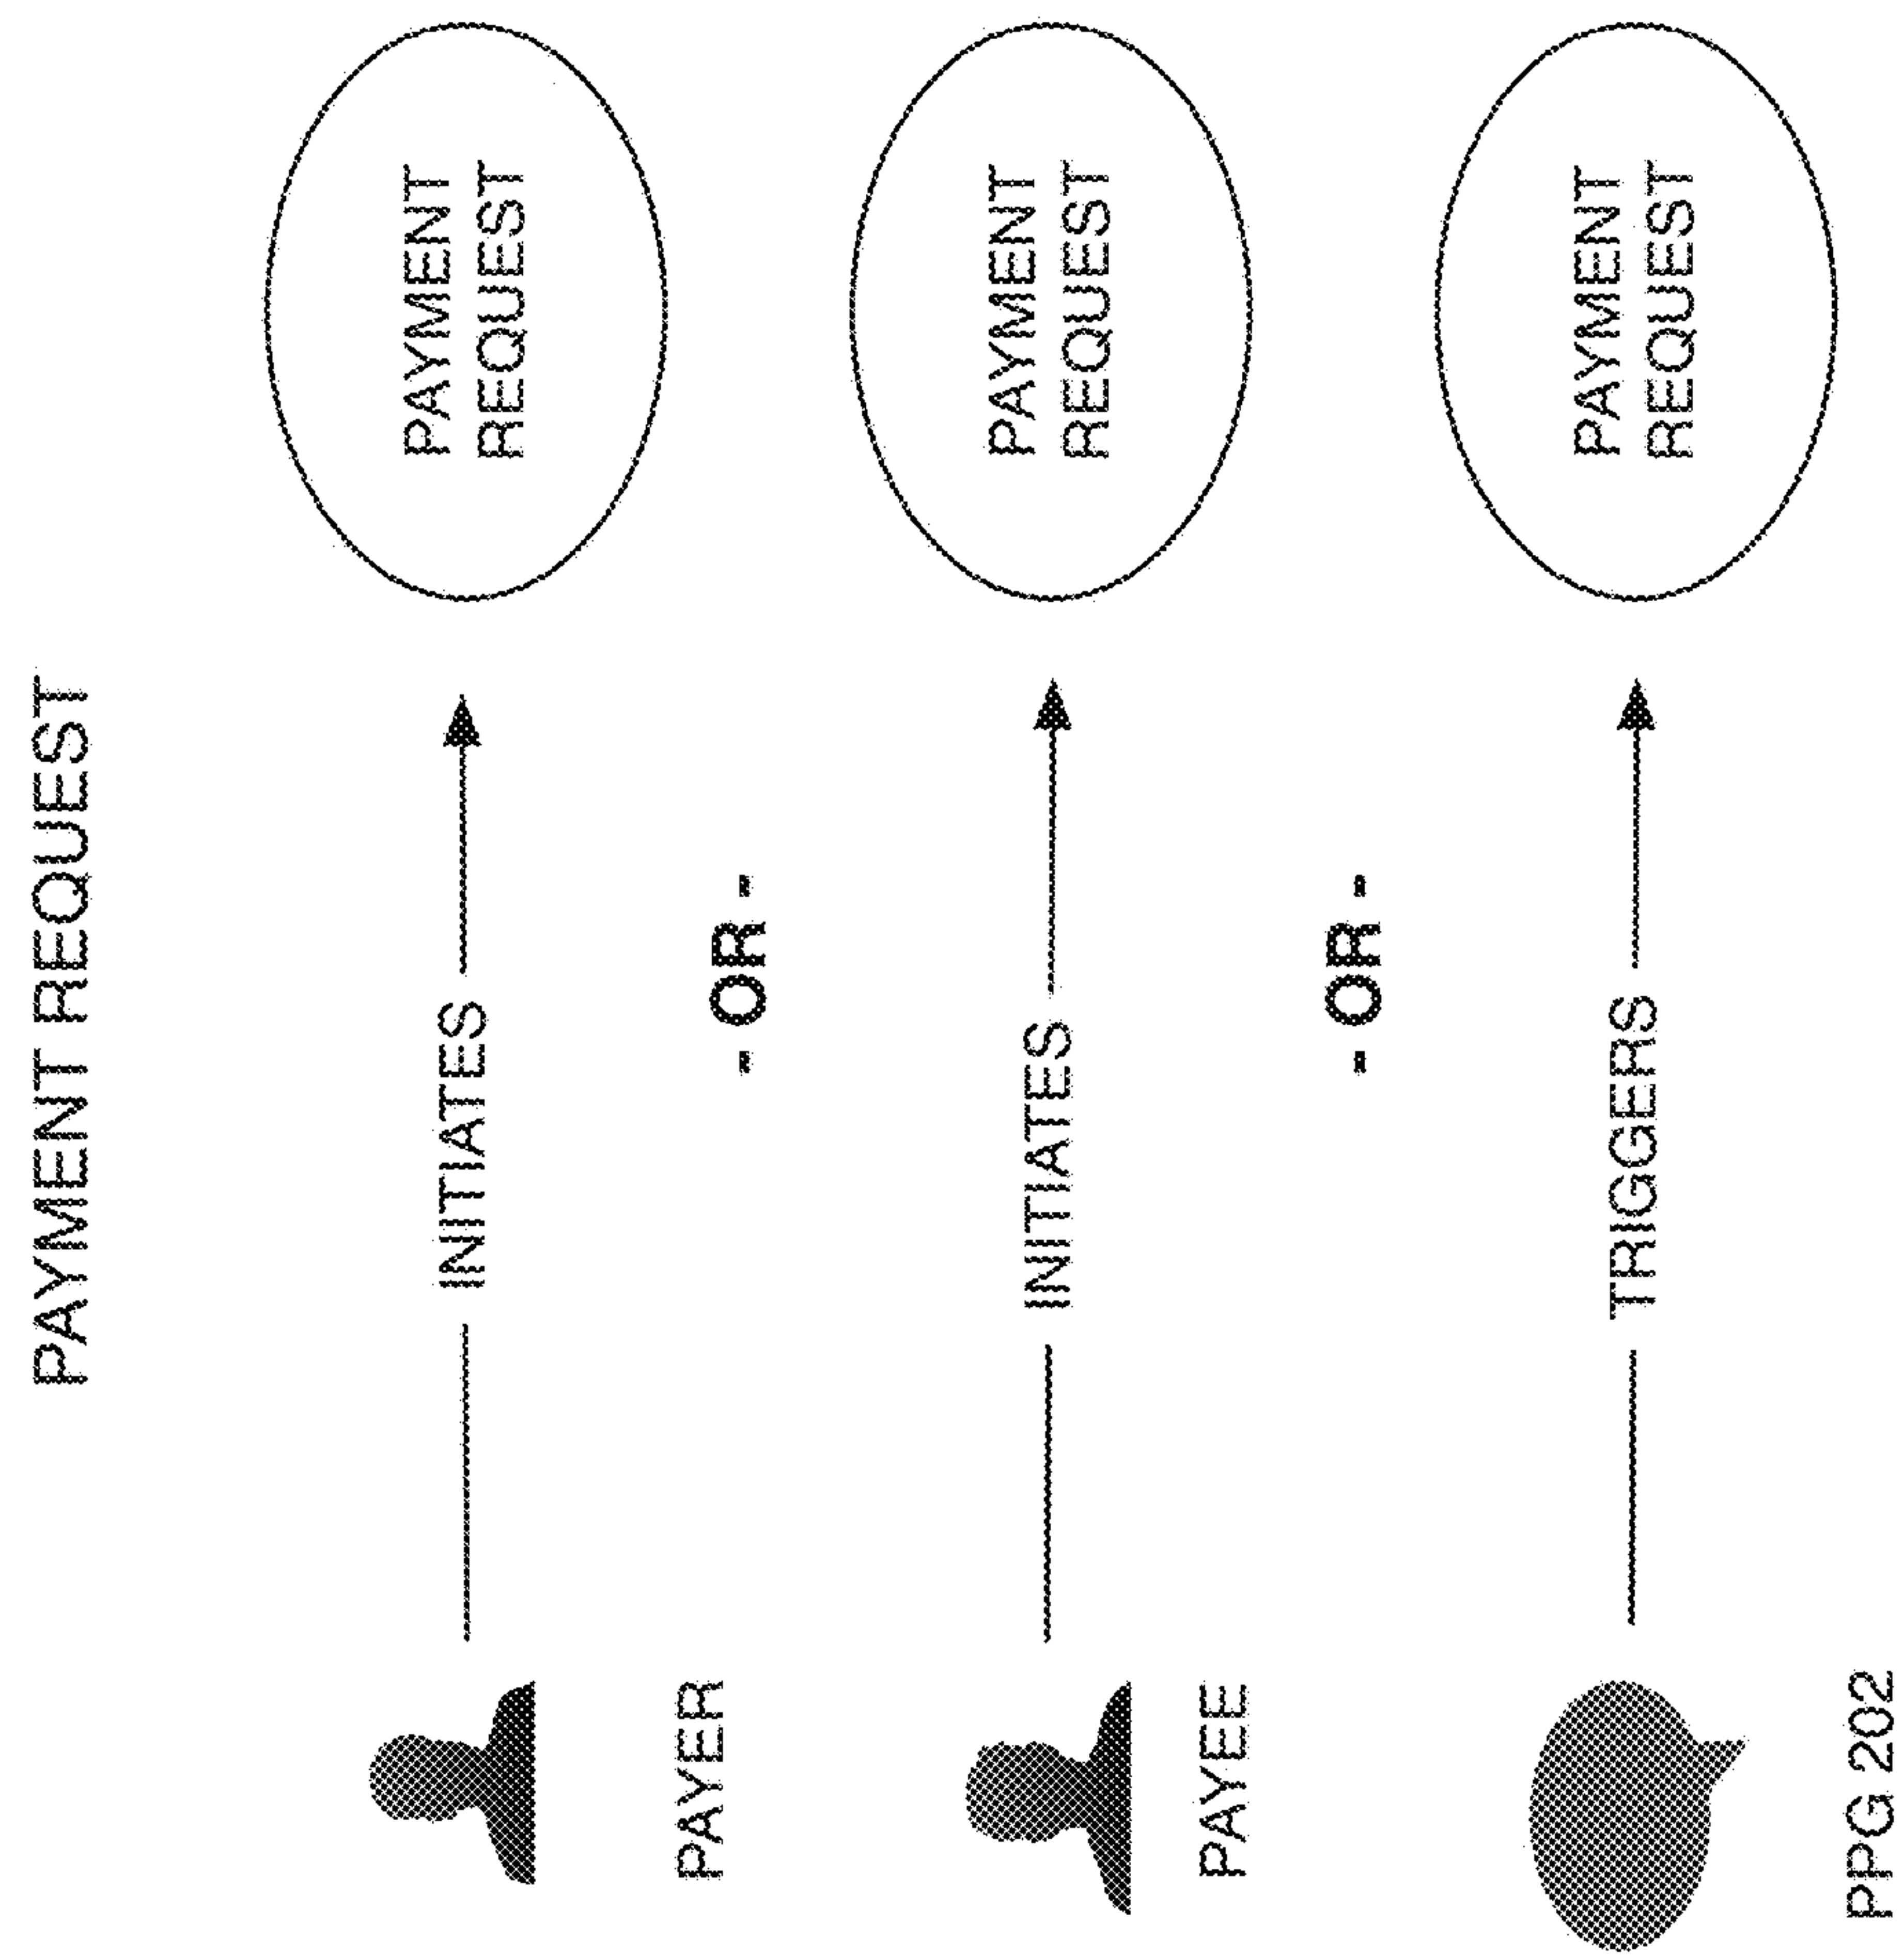 PAYMENT REQUEST
INITIATES
PAYMENT
REQUEST
PAYER
- OR -
INITIATES
PAYMENT
REQUEST
PAYEE
- OR -
TRIGGERS
PAYMENT
REQUEST
PPG 202